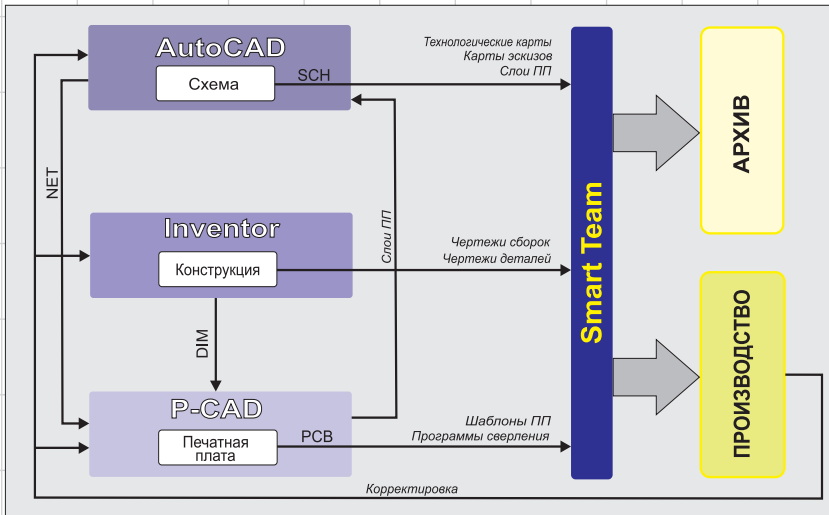 AutoCAD
Схема
SCH
Технологические карты
Карты эскизов
Слои ПП
NET
Inventor
Конструкция
Слои ПП
Чертежи сборок
Чертежи деталей
DIM
P-CAD
Печатная
плата
PCB
Шаблоны ПП
Программы сверления
Smart Team
АРХИВ
ПРОИЗВОДСТВО
Корректировка